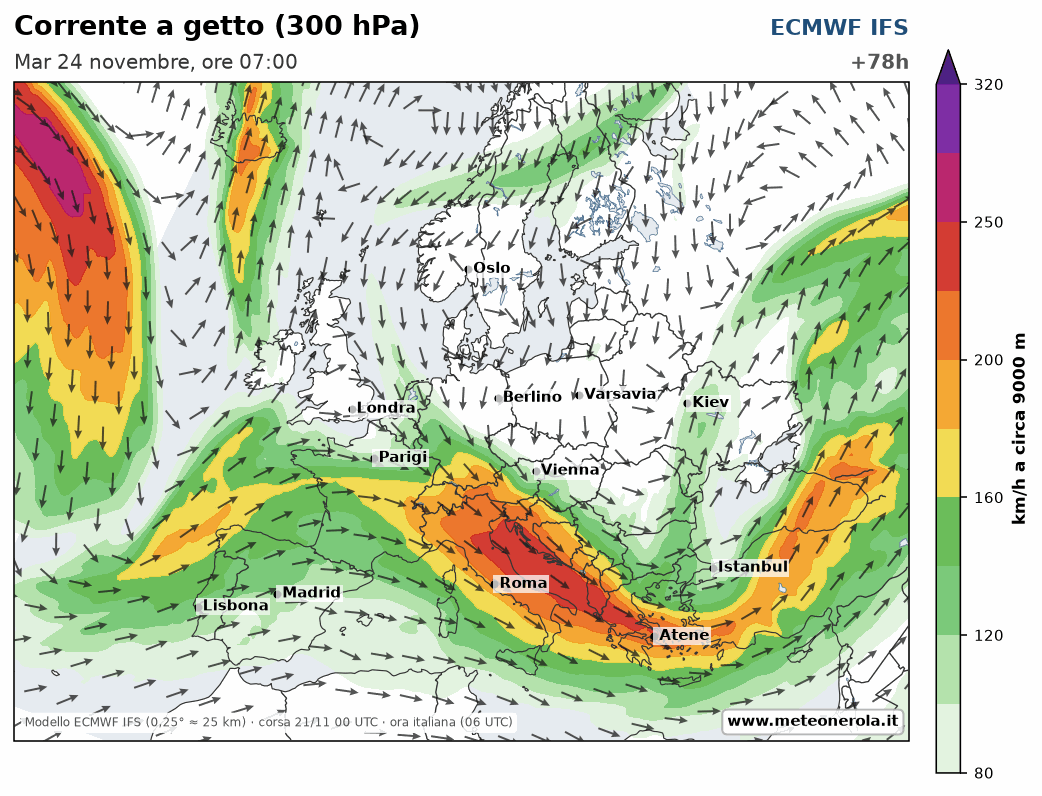 Corrente a getto (300 hPa)
ECMWF IFS
Mar 24 novembre, ore 07:00
+78h
320
250
200
160
120
80
km/h a circa 9000 m
Oslo
Berlino
Varsavia
Kiev
Londra
Parigi
Vienna
Istanbul
Roma
Madrid
Lisbona
Atene
Modello ECMWF IFS (0,25° ≈ 25 km) · corsa 21/11 00 UTC · ora italiana (06 UTC)
www.meteonerola.it